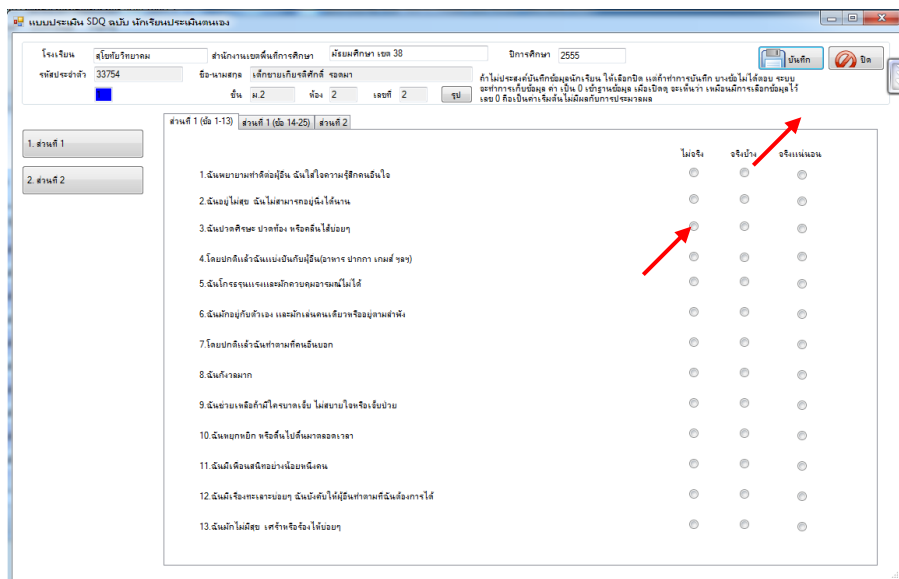 แบบประเมิน SDQ ฉบับ นักเรียนประเมินตนเอง
โรงเรียน สุโขทัยวิทยาคม สำนักงานเขตพื้นที่การศึกษา มัธยมศึกษา เขต 38 ปีการศึกษา 2555 บันทึก ปิด
รหัสประจำตัว 33754 ชื่อ-นามสกุล เด็กชายเกียรติศักดิ์ รอดมา
ถ้าไม่ประสงค์บันทึกข้อมูลนักเรียน ให้เลือกปิด แต่ถ้าทำการบันทึก บางข้อไม่ได้ตอบ ระบบ
จะทำการเก็บข้อมูล ค่า เป็น 0 เข้าฐานข้อมูล เมื่อเปิดดู จะเห็นว่า เหมือนมีการเลือกข้อมูลไว้
เลข 0 คือเป็นค่าเริ่มต้นไม่มีผลกับการประมวลผล
ชั้น ม.2 ห้อง 2 เลขที่ 2 รูป
ส่วนที่ 1 (ข้อ 1-13) ส่วนที่ 1 (ข้อ 14-25) ส่วนที่ 2
1. ส่วนที่ 1
2. ส่วนที่ 2
ไม่จริง จริงบ้าง จริงแน่นอน
1.ฉันพยายามทำดีต่อผู้อื่น ฉันใส่ใจความรู้สึกคนอื่นใจ
2.ฉันอยู่ไม่สุข ฉันไม่สามารถอยู่นิ่งได้นาน
3.ฉันปวดศีรษะ ปวดท้อง หรือคลื่นไส้บ่อยๆ
4.โดยปกติแล้วฉันแบ่งปันกับผู้อื่น(อาหาร ปากกา เกมส์ ฯลฯ)
5.ฉันโกรธรุนแรงและมักควบคุมอารมณ์ไม่ได้
6.ฉันมักอยู่กับตัวเอง และมักเล่นคนเดียวหรืออยู่ตามลำพัง
7.โดยปกติแล้วฉันทำตามที่คนอื่นบอก
8.ฉันกังวลมาก
9.ฉันช่วยเหลือถ้ามีใครบาดเจ็บ ไม่สบายใจหรือเจ็บป่วย
10.ฉันหยุกหยิก หรือดิ้นไปดิ้นมาตลอดเวลา
11.ฉันมีเพื่อนสนิทอย่างน้อยหนึ่งคน
12.ฉันมีเรื่องทะเลาะบ่อยๆ ฉันบังคับให้ผู้อื่นทำตามที่ฉันต้องการได้
13.ฉันมักไม่มีสุข เศร้าหรือร้องไห้บ่อยๆ